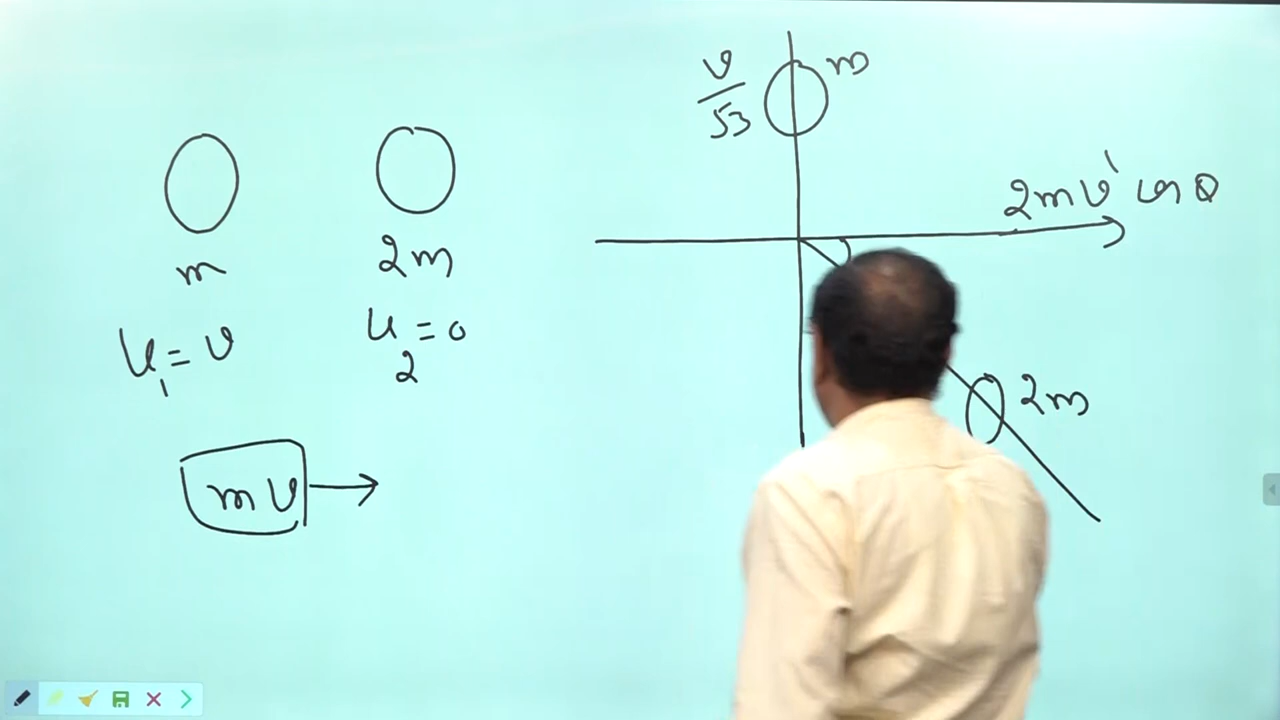 m
2m
u₁ = v
u₂ = 0
mv
v/√3
m
2mv' cos θ
2m